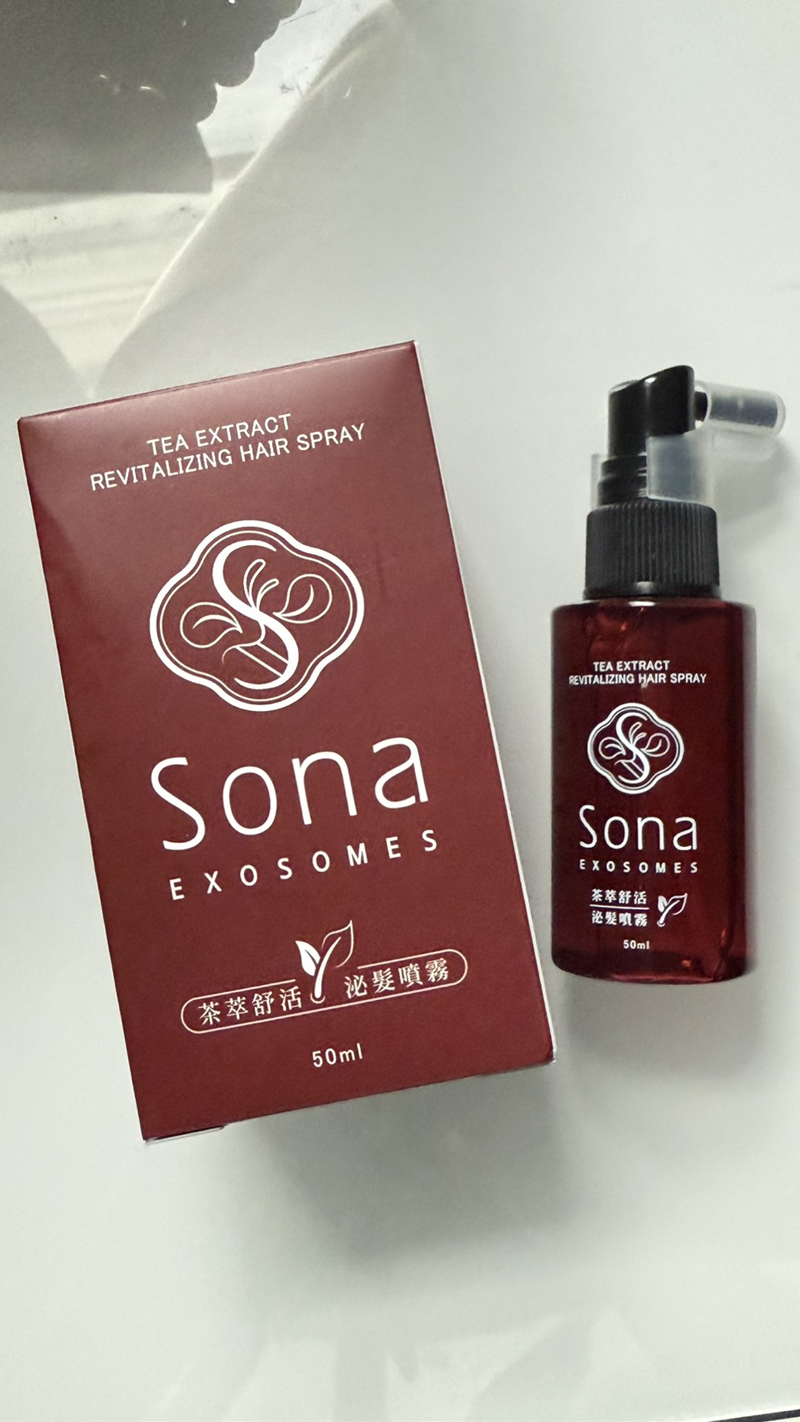 TEA EXTRACT
REVITALIZING HAIR SPRAY
Sona
EXOSOMES
茶萃舒活 泌髮噴霧
50ml
TEA EXTRACT
REVITALIZING HAIR SPRAY
Sona
EXOSOMES
茶萃舒活
泌髮噴霧
50ml